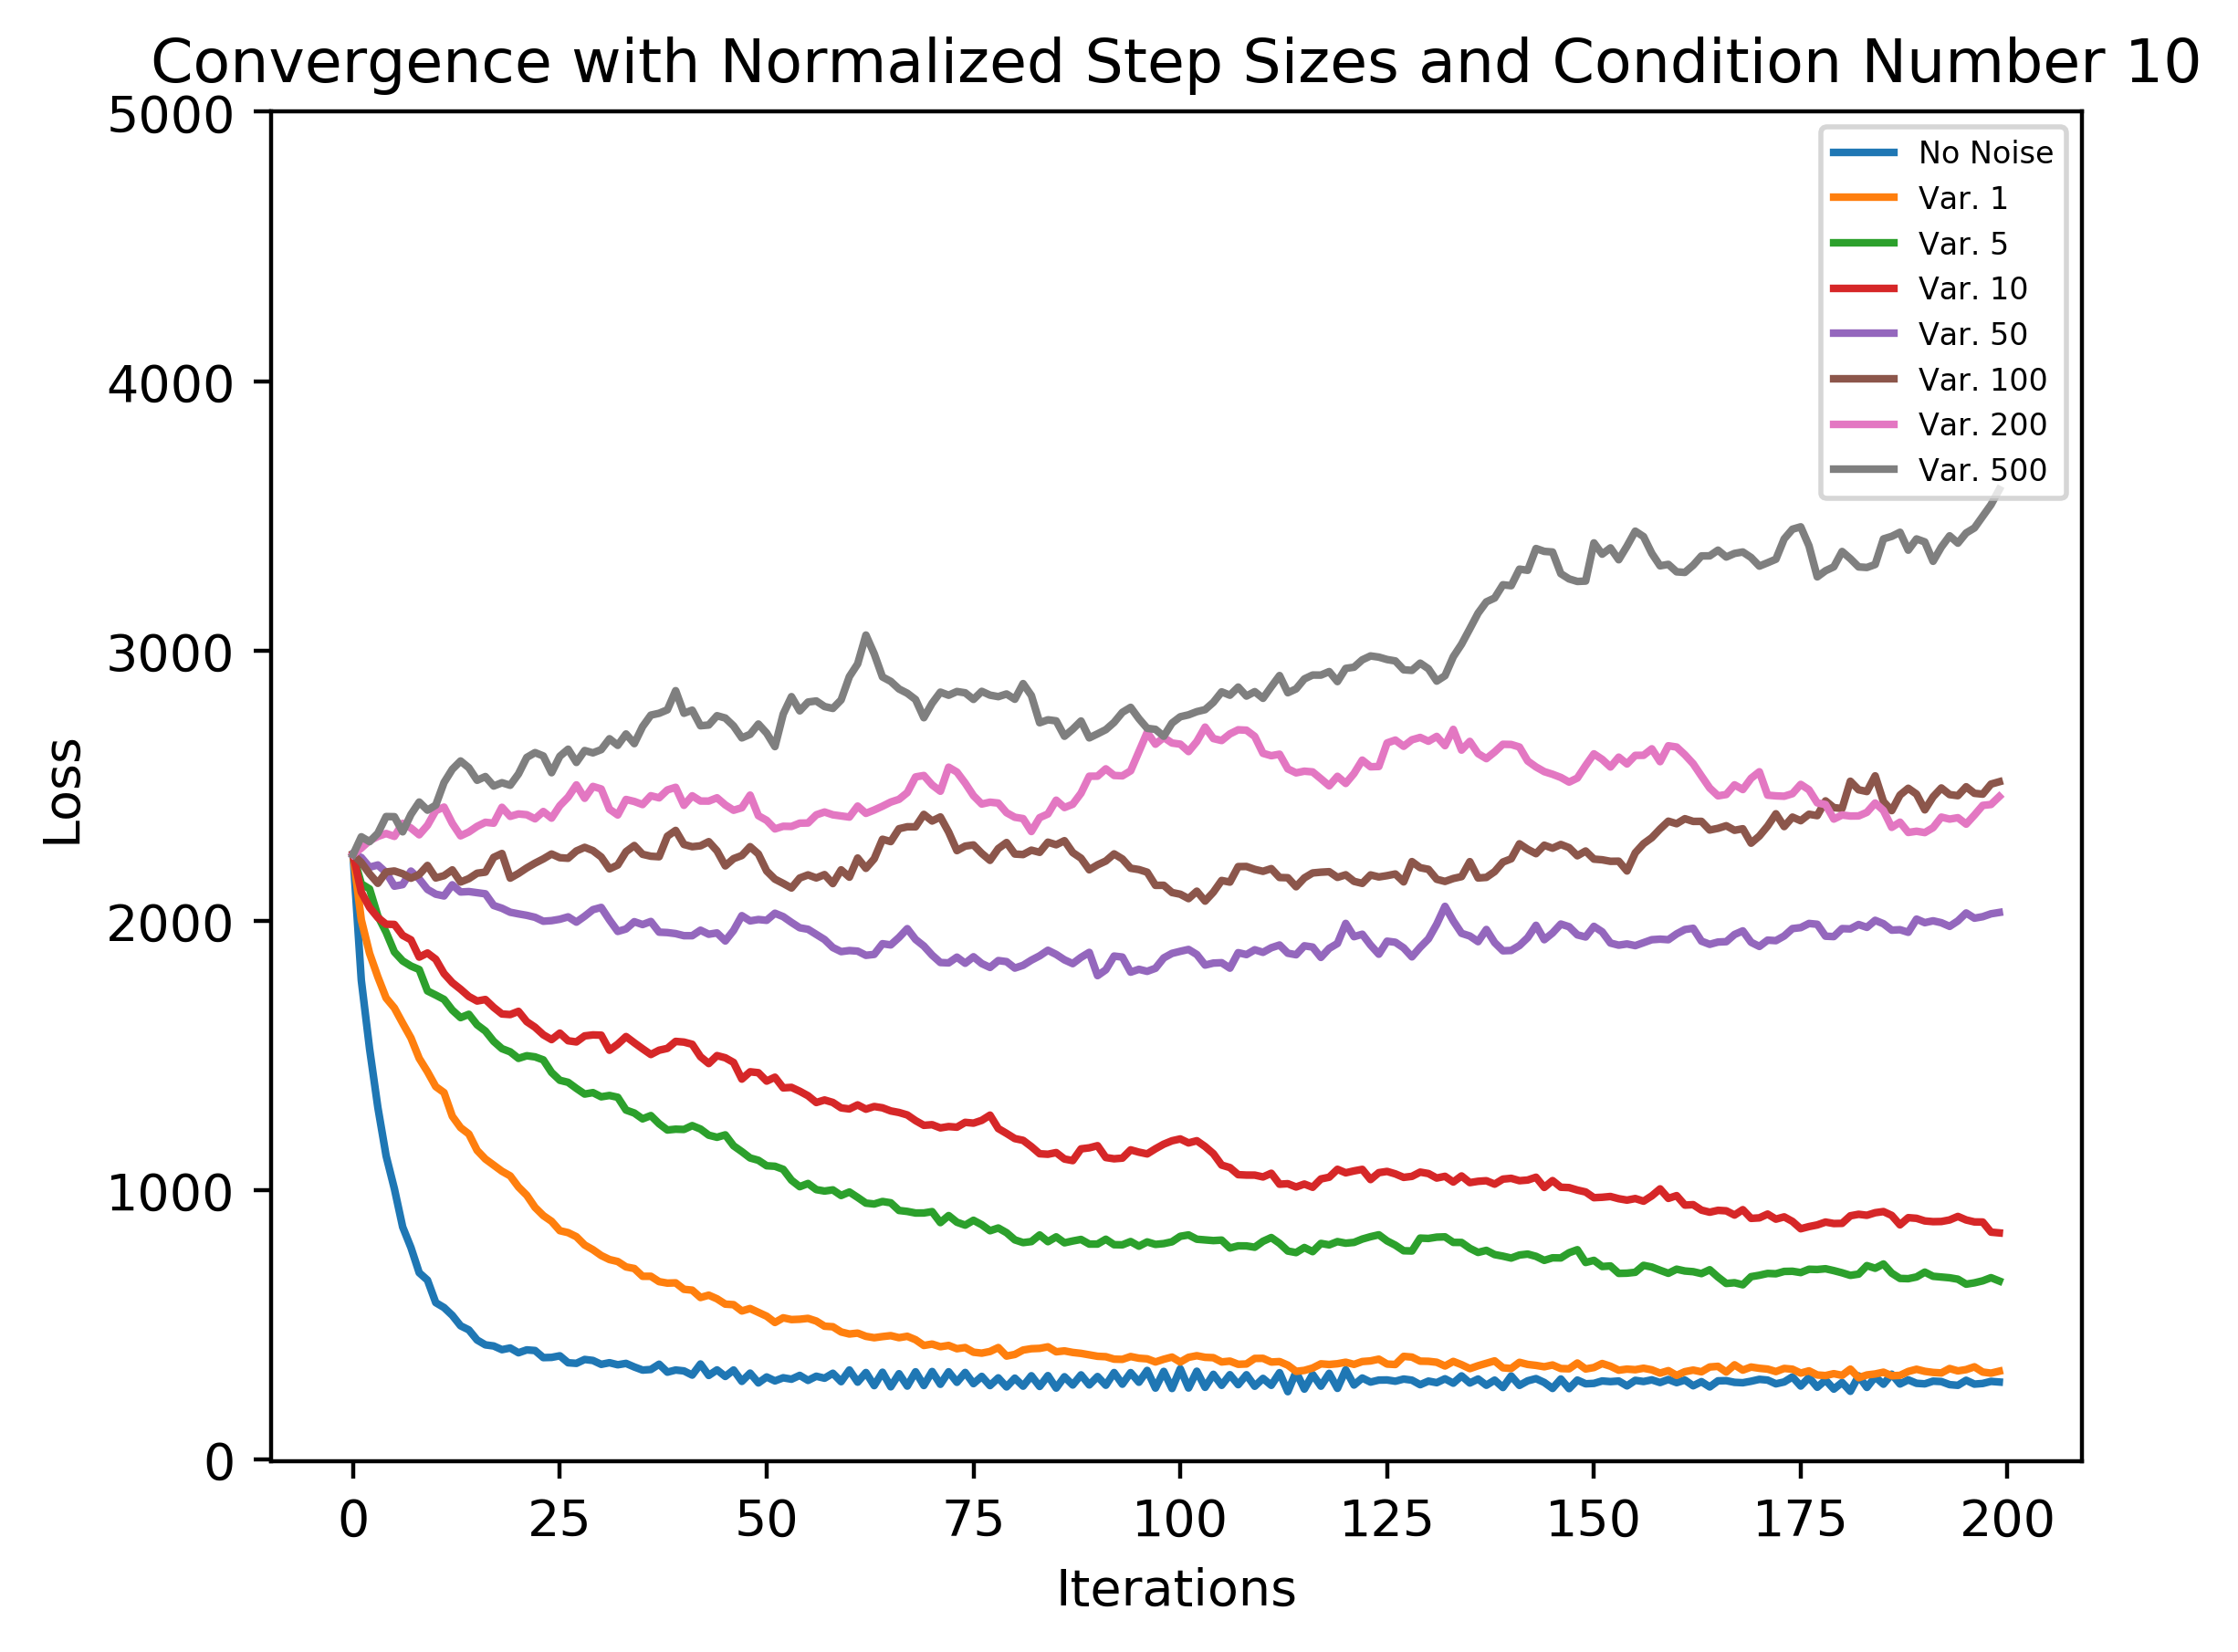 Convergence with Normalized Step Sizes and Condition Number 10
5000
4000
3000
2000
1000
0
Loss
No Noise
Var. 1
Var. 5
Var. 10
Var. 50
Var. 100
Var. 200
Var. 500
0 25 50 75 100 125 150 175 200
Iterations